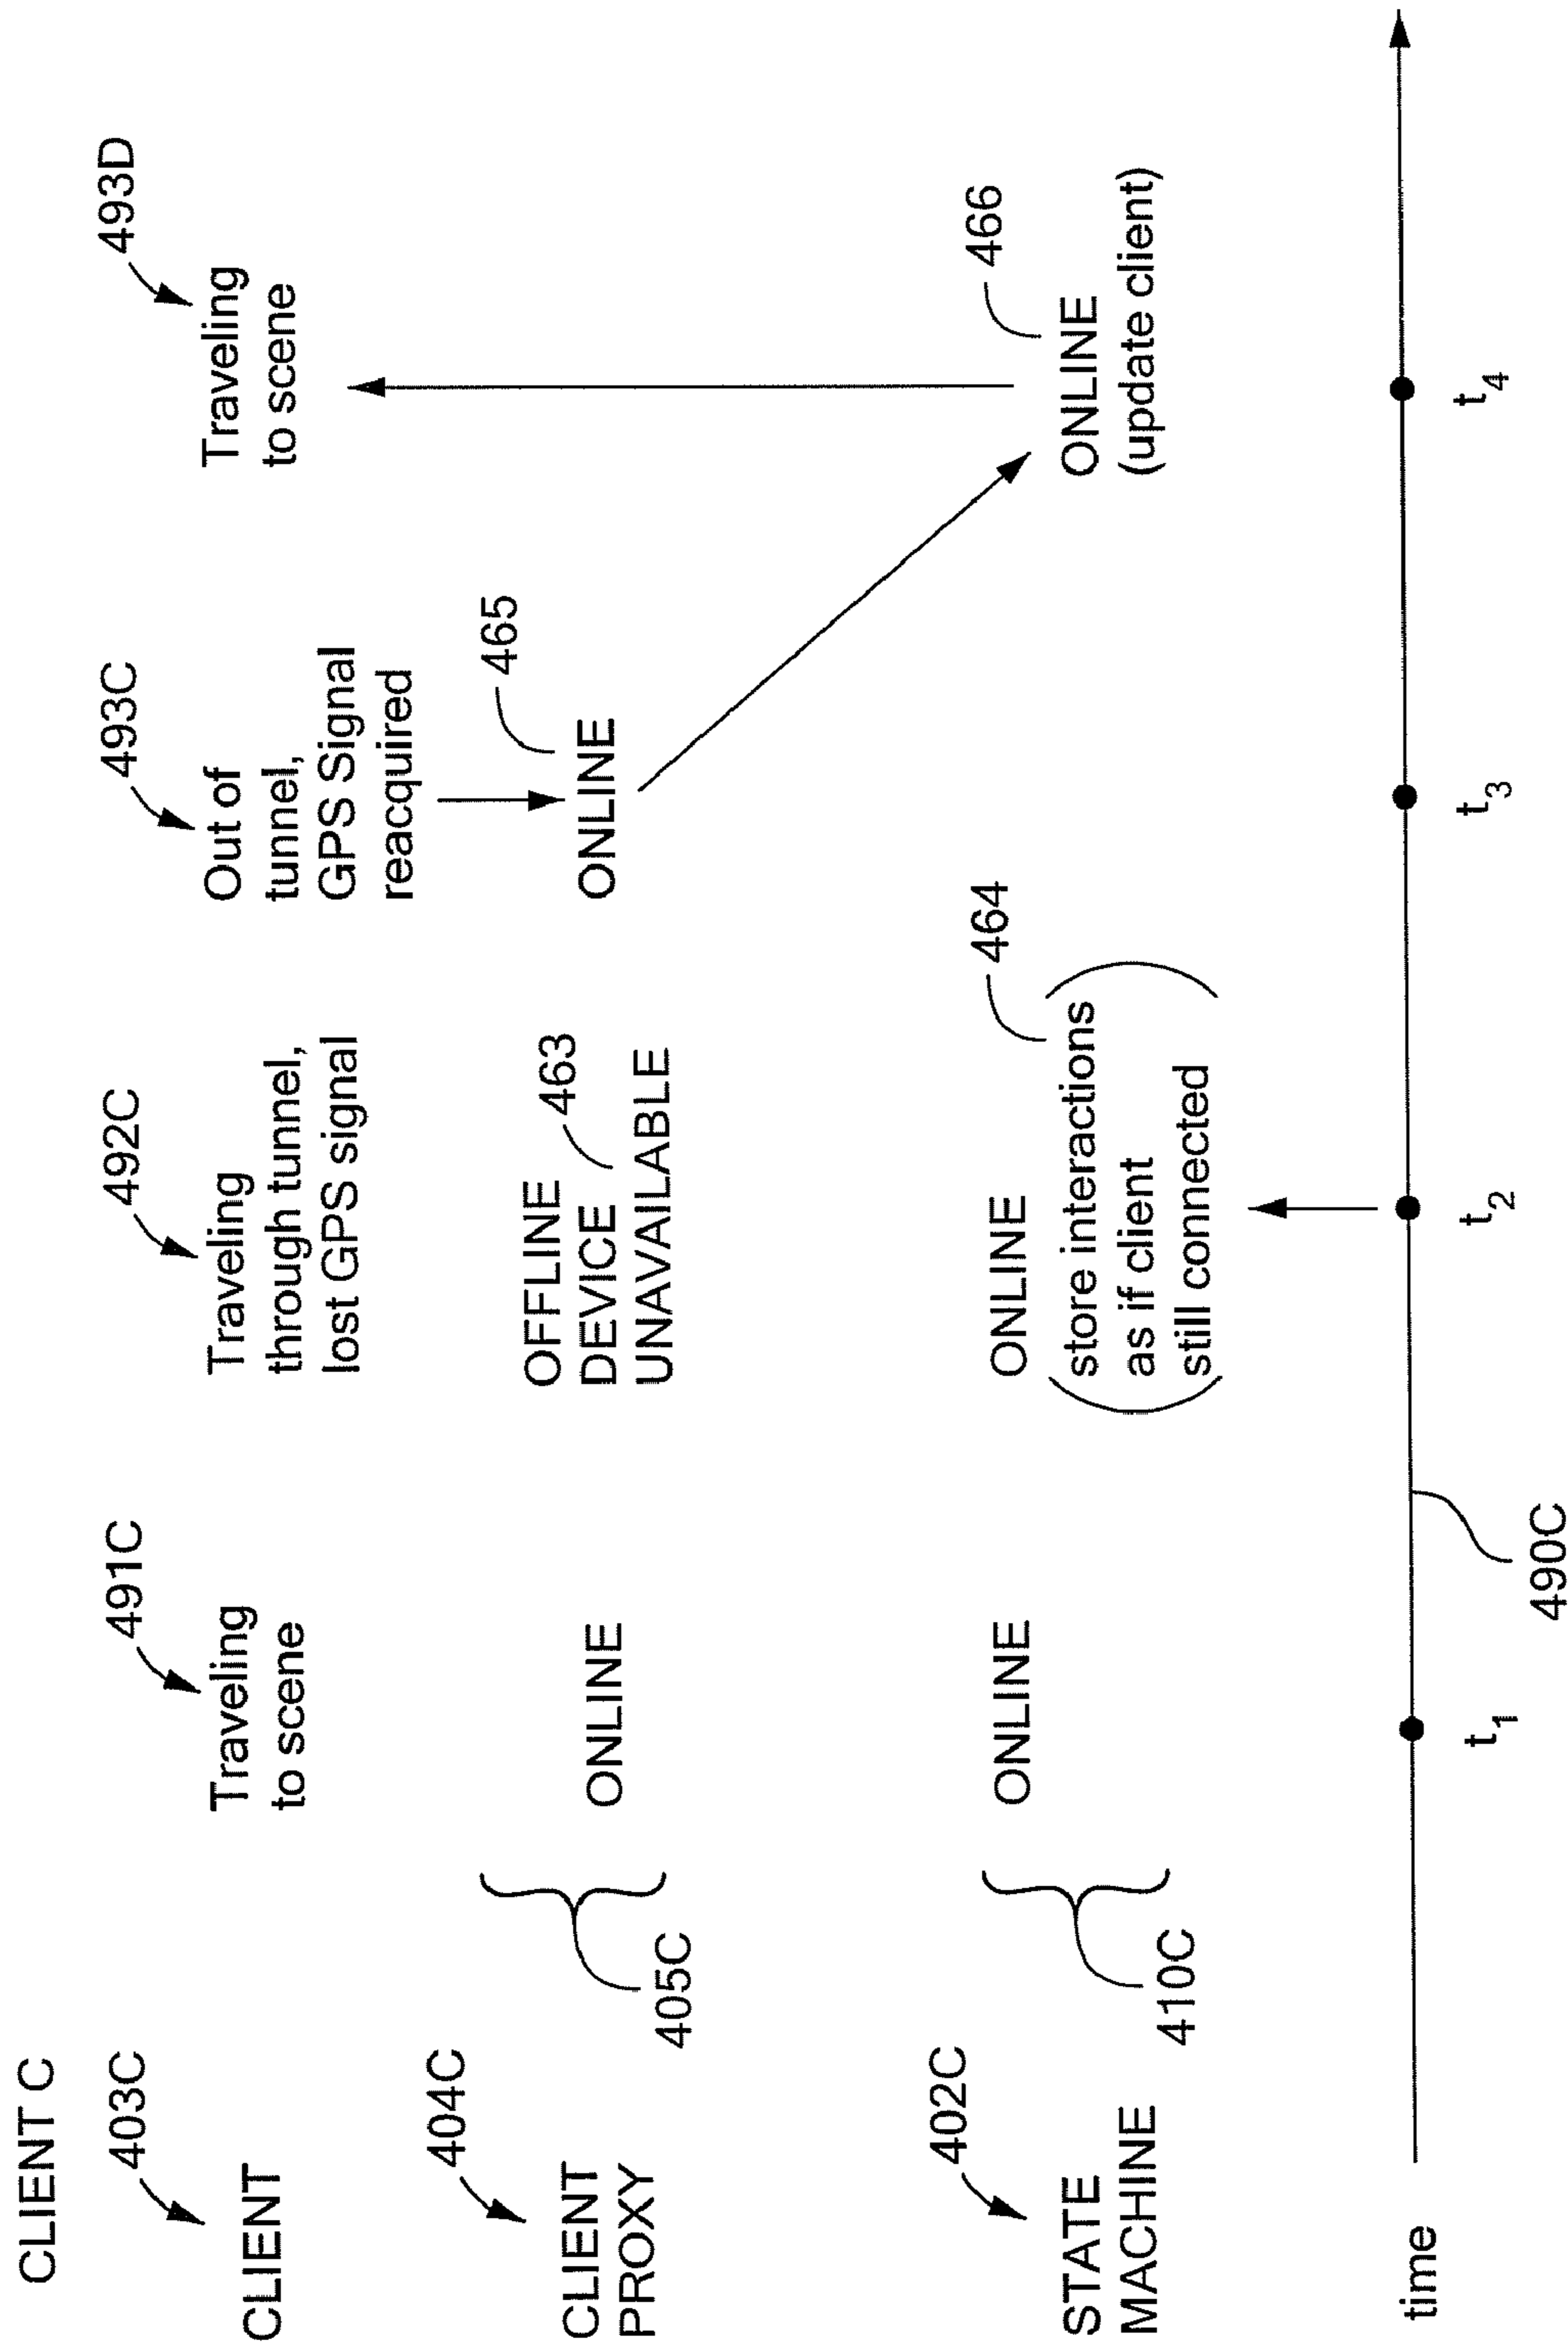 CLIENT C
403C
CLIENT
491C
Traveling
to scene
492C
Traveling
through tunnel,
lost GPS signal
493C
Out of
tunnel,
GPS Signal
reacquired
493D
Traveling
to scene
404C
CLIENT
PROXY
405C
ONLINE
OFFLINE
DEVICE
UNAVAILABLE
463
ONLINE
465
402C
STATE
MACHINE
410C
ONLINE
ONLINE
(store interactions
as if client
still connected)
464
ONLINE
(update client)
466
time
490C
t1
t2
t3
t4